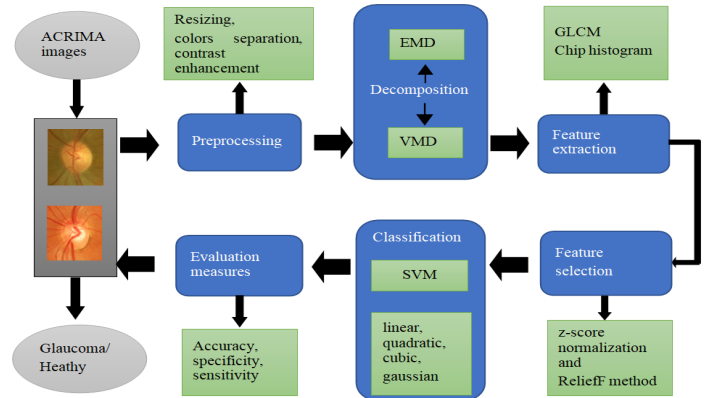 ACRIMA
images
Resizing,
colors separation,
contrast
enhancement
EMD
Decomposition
VMD
GLCM
Chip histogram
Preprocessing
Feature
extraction
Evaluation
measures
Classification
SVM
linear,
quadratic,
cubic,
gaussian
Feature
selection
Glaucoma/
Heathy
Accuracy,
specificity,
sensitivity
z-score
normalization
and
ReliefF method